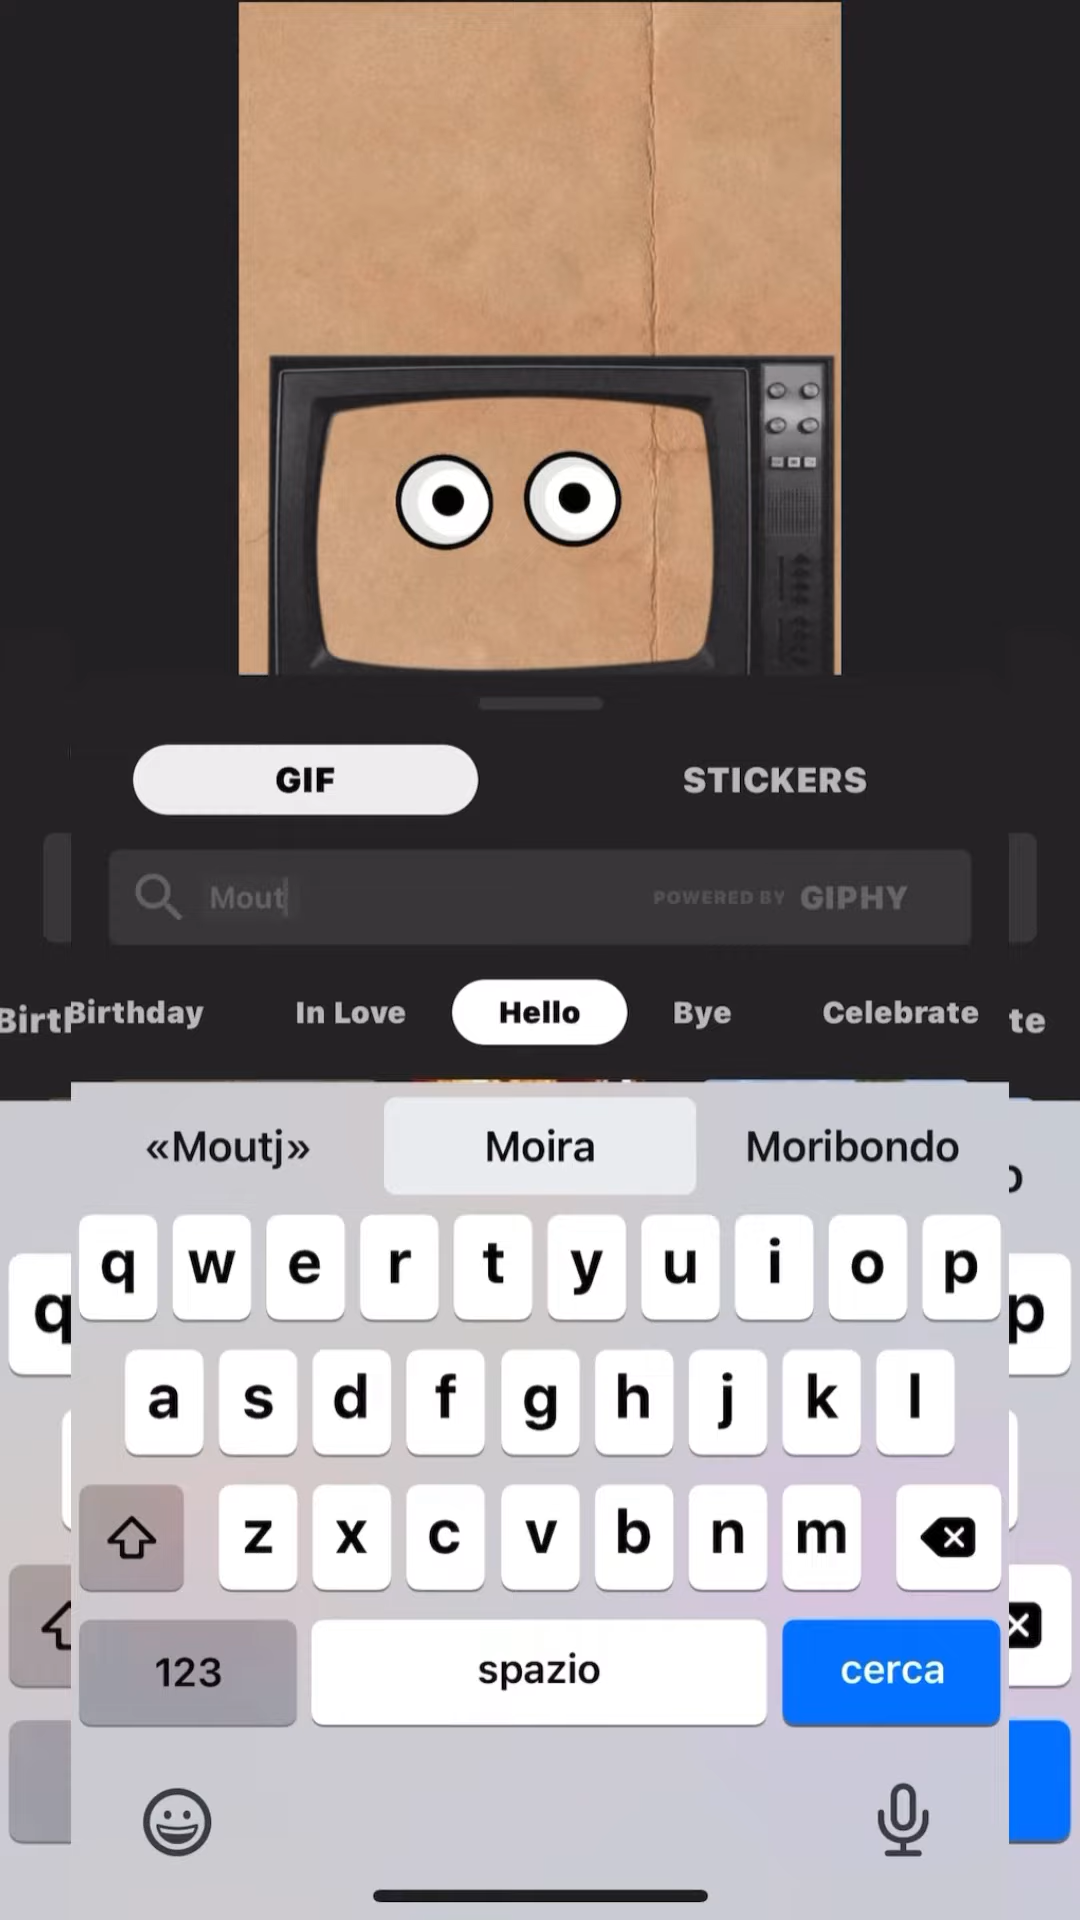 GIF STICKERS
Mout POWERED BY GIPHY
Birthday In Love Hello Bye Celebrate
«Moutj» Moira Moribondo
q w e r t y u i o p
a s d f g h j k l
z x c v b n m
123 spazio cerca